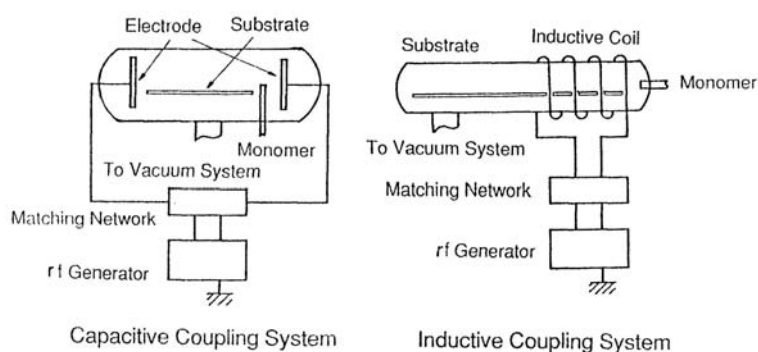 Electrode
Substrate
Monomer
To Vacuum System
Matching Network
rf Generator
Capacitive Coupling System
Inductive Coil
Substrate
Monomer
To Vacuum System
Matching Network
rf Generator
Inductive Coupling System